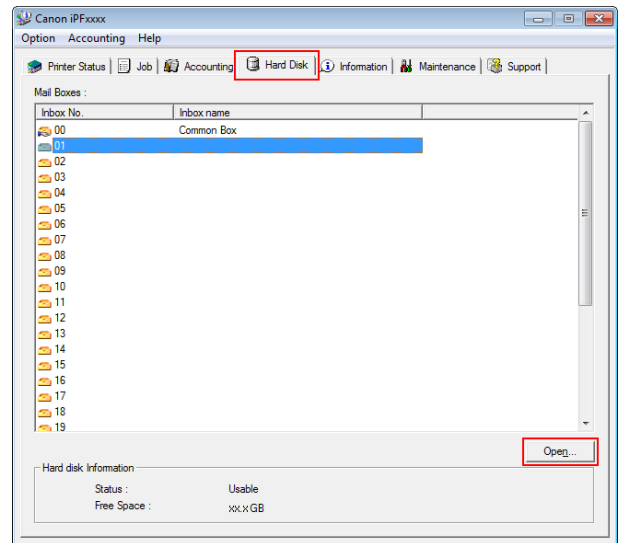 Canon iPFxxxx
Option Accounting Help
Printer Status Job Accounting Hard Disk Information Maintenance Support
Mail Boxes :
Inbox No. Inbox name
00 Common Box
01
02
03
04
05
06
07
08
09
10
11
12
13
14
15
16
17
18
19
Open...
Hard disk Information
Status : Usable
Free Space : xx.x GB